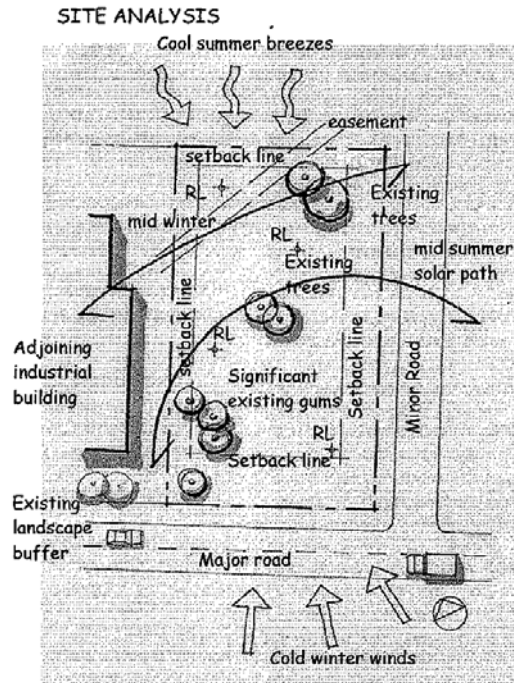 SITE ANALYSIS
Cool summer breezes
easement
setback line
RL
Existing
trees
mid winter
RL
Existing
trees
mid summer
solar path
setback line
RL
Adjoining
industrial
building
Significant
existing gums
Setback line
Minor Road
RL
Setback line
Existing
landscape
buffer
Major road
Cold winter winds